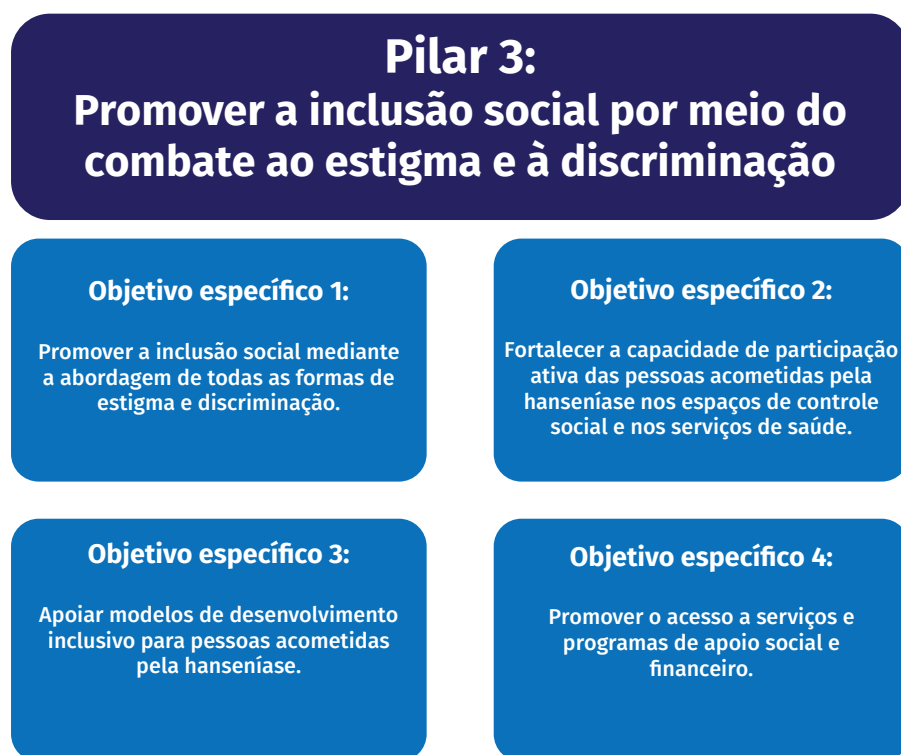 Pilar 3:
Promover a inclusão social por meio do
combate ao estigma e à discriminação
Objetivo específico 1:
Promover a inclusão social mediante
a abordagem de todas as formas de
estigma e discriminação.
Objetivo específico 2:
Fortalecer a capacidade de participação
ativa das pessoas acometidas pela
hanseníase nos espaços de controle
social e nos serviços de saúde.
Objetivo específico 3:
Apoiar modelos de desenvolvimento
inclusivo para pessoas acometidas
pela hanseníase.
Objetivo específico 4:
Promover o acesso a serviços e
programas de apoio social e
financeiro.